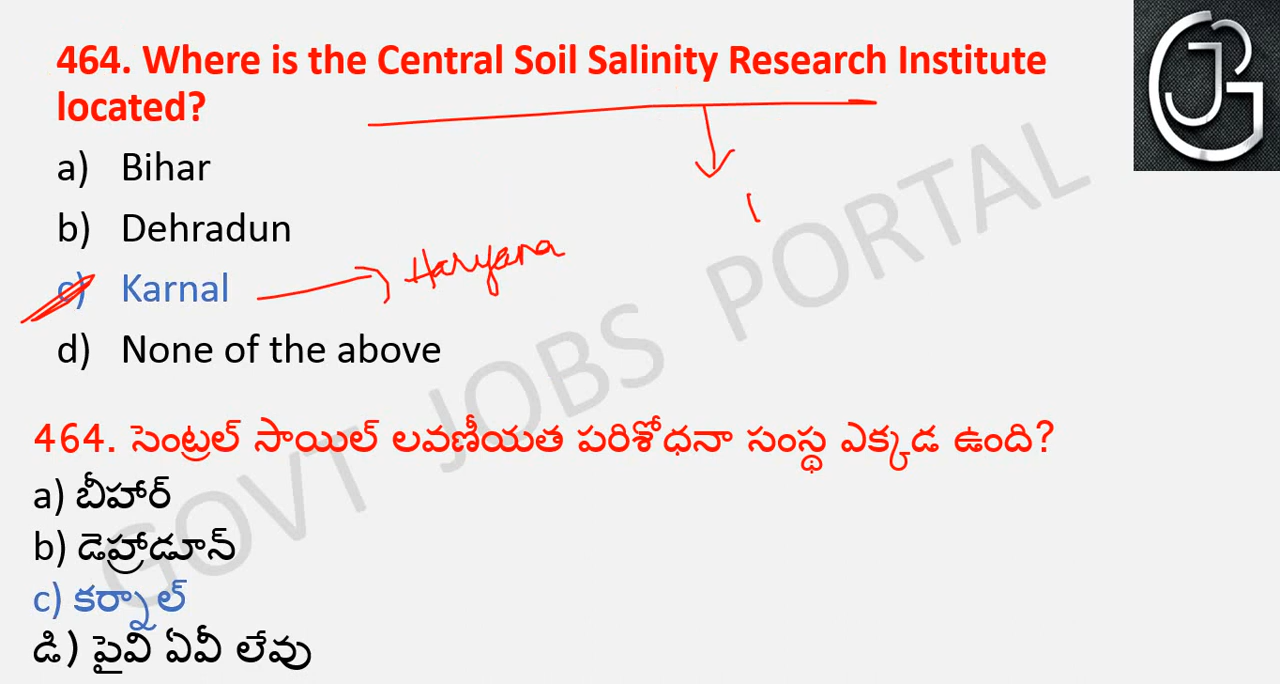 464. Where is the Central Soil Salinity Research Institute
located?
a) Bihar
b) Dehradun
c) Karnal
Haryana
d) None of the above
GOVT JOBS PORTAL
464. సెంట్రల్ సాయిల్ లవణీయత పరిశోధనా సంస్థ ఎక్కడ ఉంది?
a) బీహార్
b) డెహ్రాడూన్
c) కర్నాల్
డి) పైవి ఏవీ లేవు